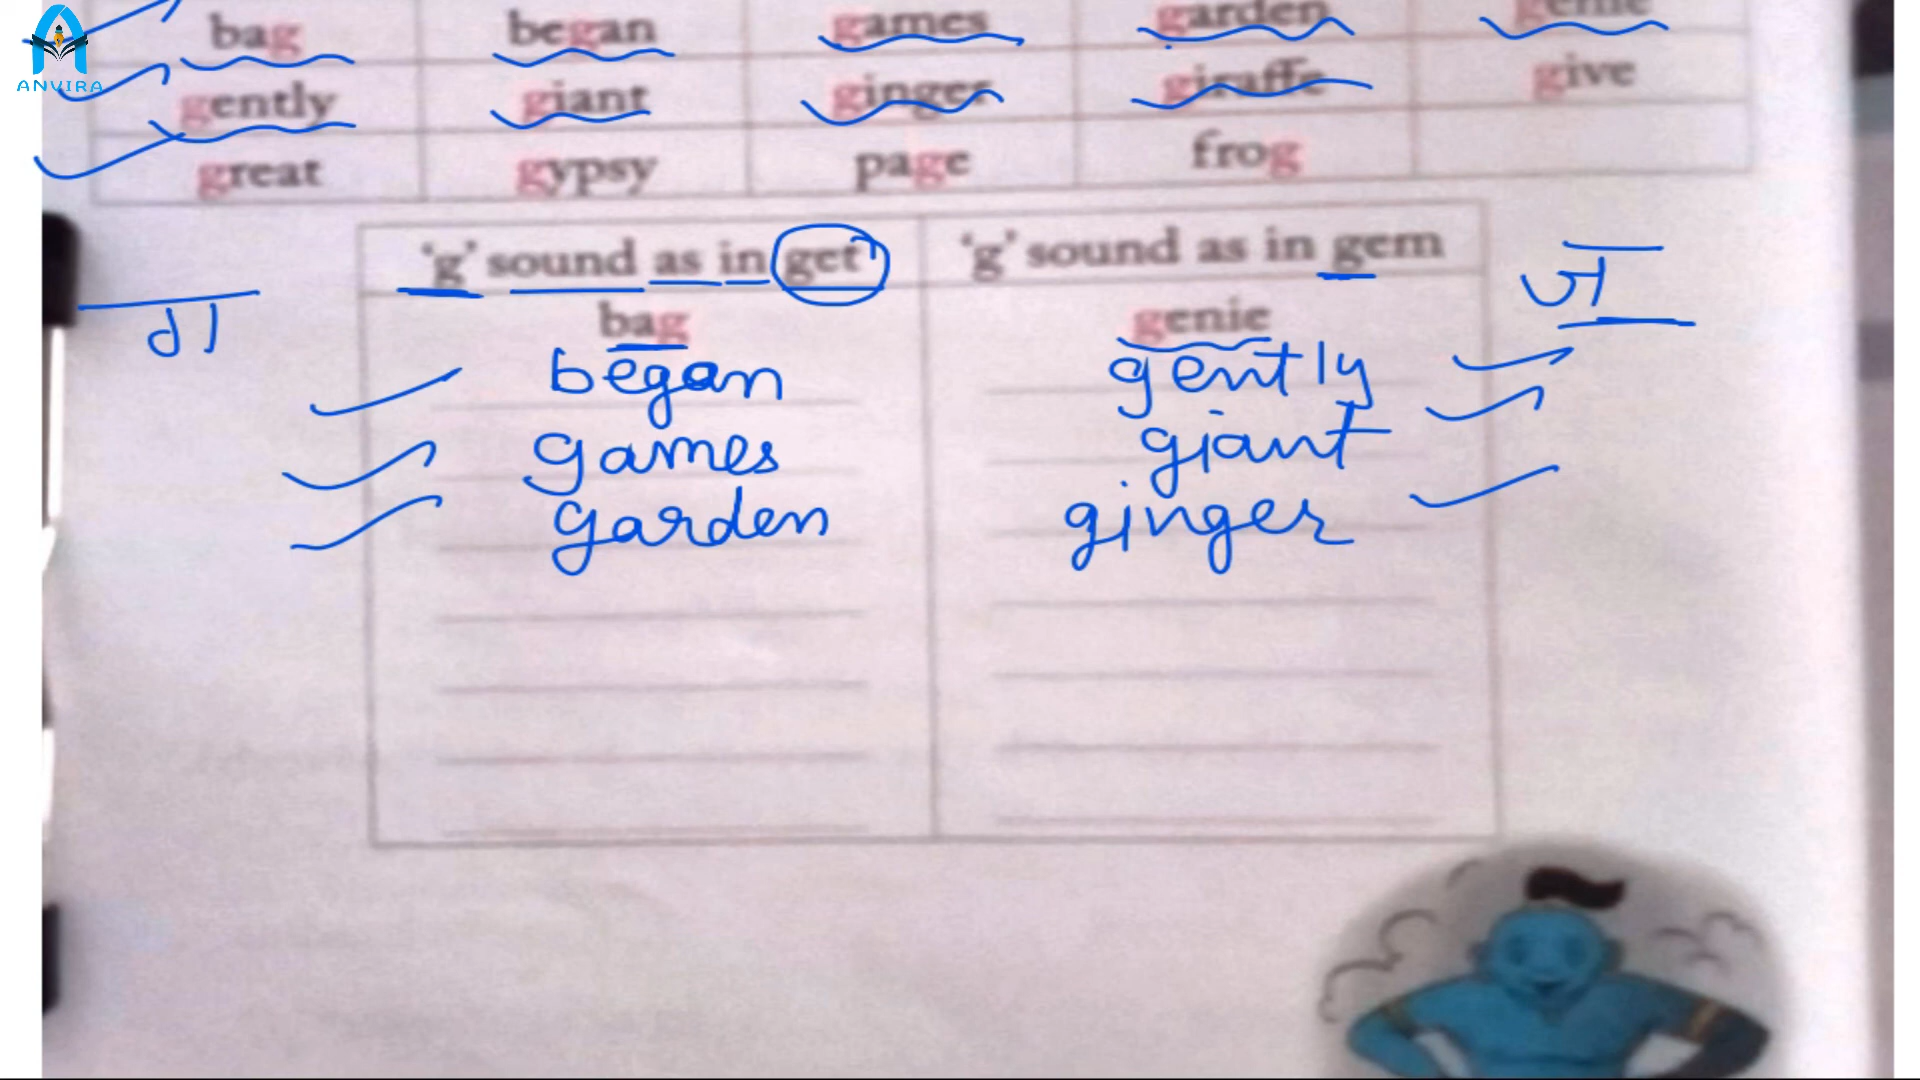 ANVIRA
bag began games garden genie
gently giant ginger giraffe give
great gypsy page frog
'g' sound as in get 'g' sound as in gem
ग ज
bag genie
began gently
games giant
garden ginger